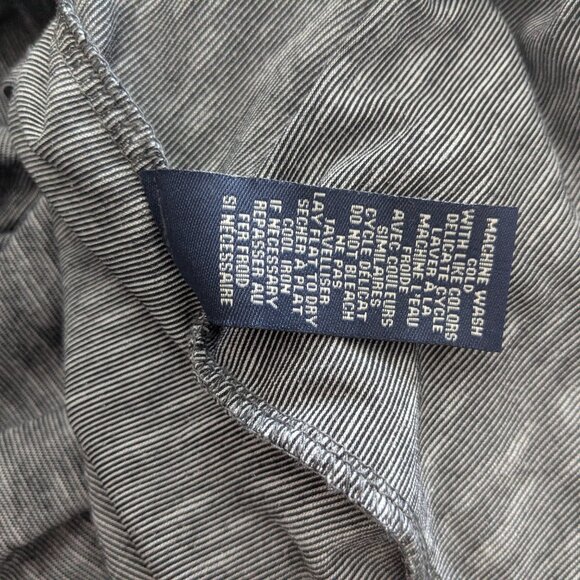 MACHINE WASH
COLD
WITH LIKE COLORS
DELICATE CYCLE
LAVER A LA
MACHINE L'EAU
FROID
AVEC COULEURS
SIMILAIRES
CYCLE DELICAT
DO NOT BLEACH
NE PAS
JAVELLISER
LAY FLAT TO DRY
SECHER A PLAT
COOL IRON
IF NECESSARY
REPASSER AU
FER FROID
SI NECESSAIRE